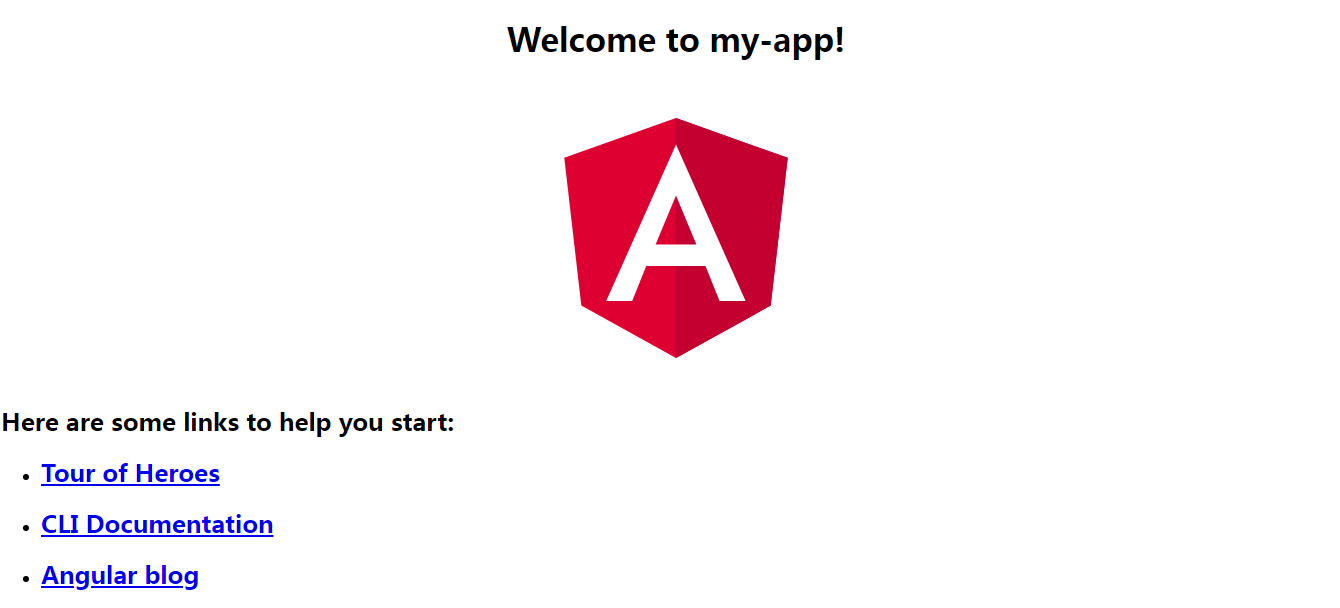 Welcome to my-app!
A
Here are some links to help you start:
Tour of Heroes
CLI Documentation
Angular blog